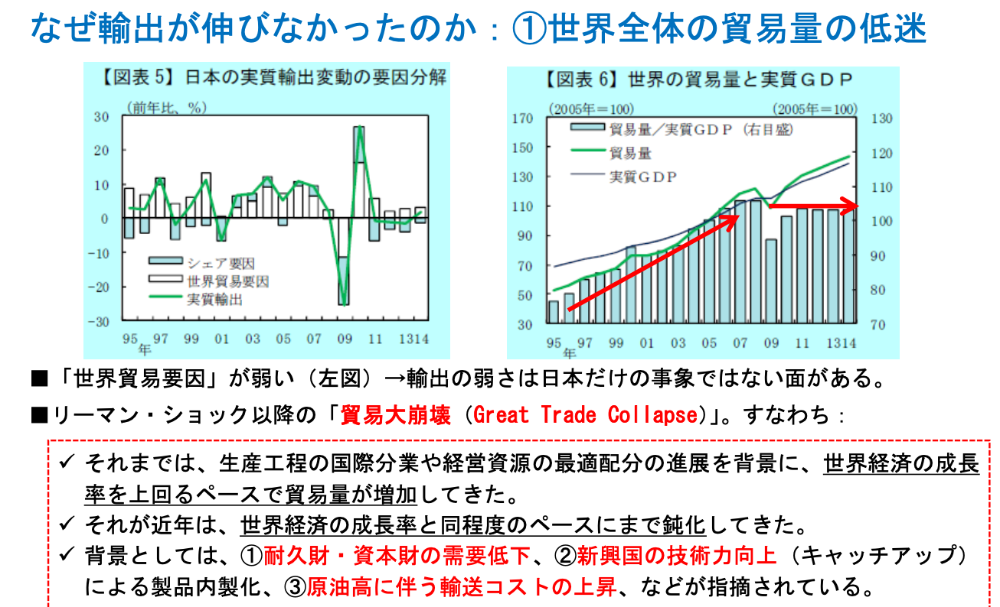 なぜ輸出が伸びなかったのか：①世界全体の貿易量の低迷
【図表 5】日本の実質輸出変動の要因分解
（前年比、％）
30
20
10
0
-10
-20
-30
シェア要因
世界貿易要因
実質輸出
95 97 99 01 03 05 07 09 11 1314
年
【図表 6】世界の貿易量と実質ＧＤＰ
（2005年＝100） （2005年＝100）
170
150
130
110
90
70
50
30
130
120
110
100
90
80
70
貿易量／実質ＧＤＰ（右目盛）
貿易量
実質ＧＤＰ
95 97 99 01 03 05 07 09 11 1314
年
■「世界貿易要因」が弱い（左図）→輸出の弱さは日本だけの事象ではない面がある。
■リーマン・ショック以降の「貿易大崩壊（Great Trade Collapse）」。すなわち：
✓ それまでは、生産工程の国際分業や経営資源の最適配分の進展を背景に、世界経済の成長
率を上回るペースで貿易量が増加してきた。
✓ それが近年は、世界経済の成長率と同程度のペースにまで鈍化してきた。
✓ 背景としては、①耐久財・資本財の需要低下、②新興国の技術力向上（キャッチアップ）
による製品内製化、③原油高に伴う輸送コストの上昇、などが指摘されている。